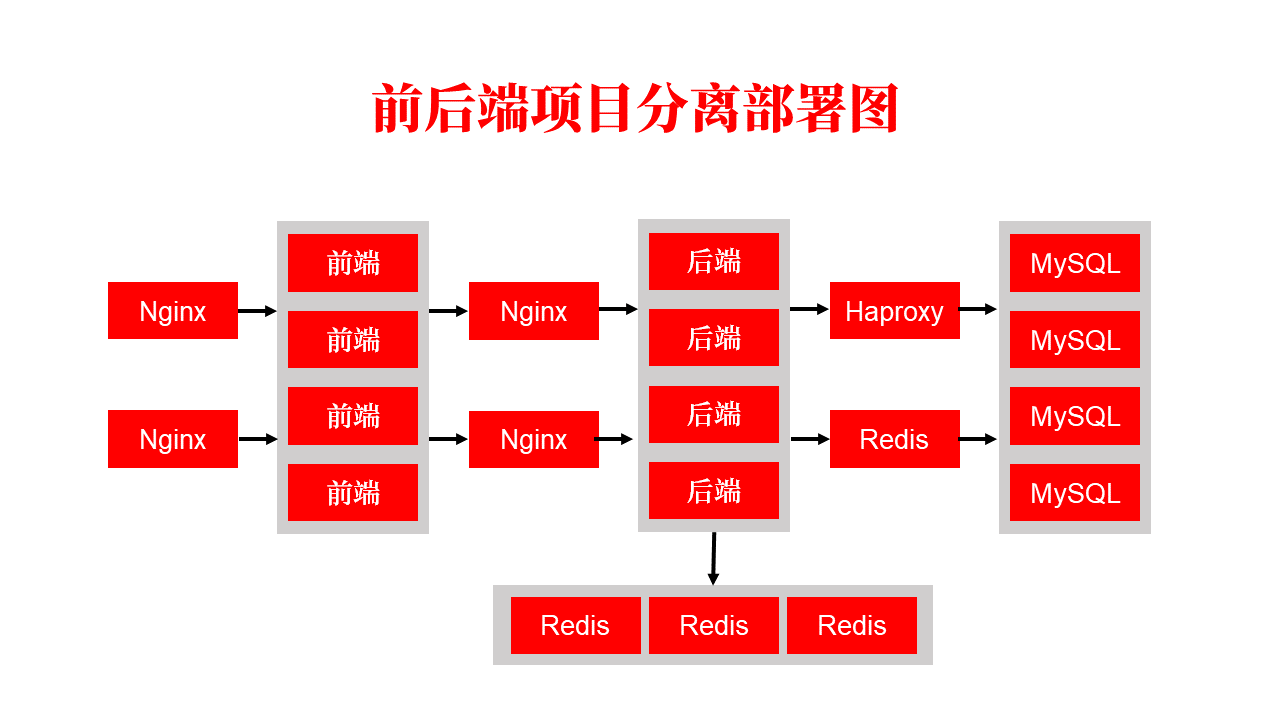 前后端项目分离部署图
Nginx
Nginx
前端
前端
前端
前端
Nginx
Nginx
后端
后端
后端
后端
Haproxy
Redis
MySQL
MySQL
MySQL
MySQL
Redis
Redis
Redis